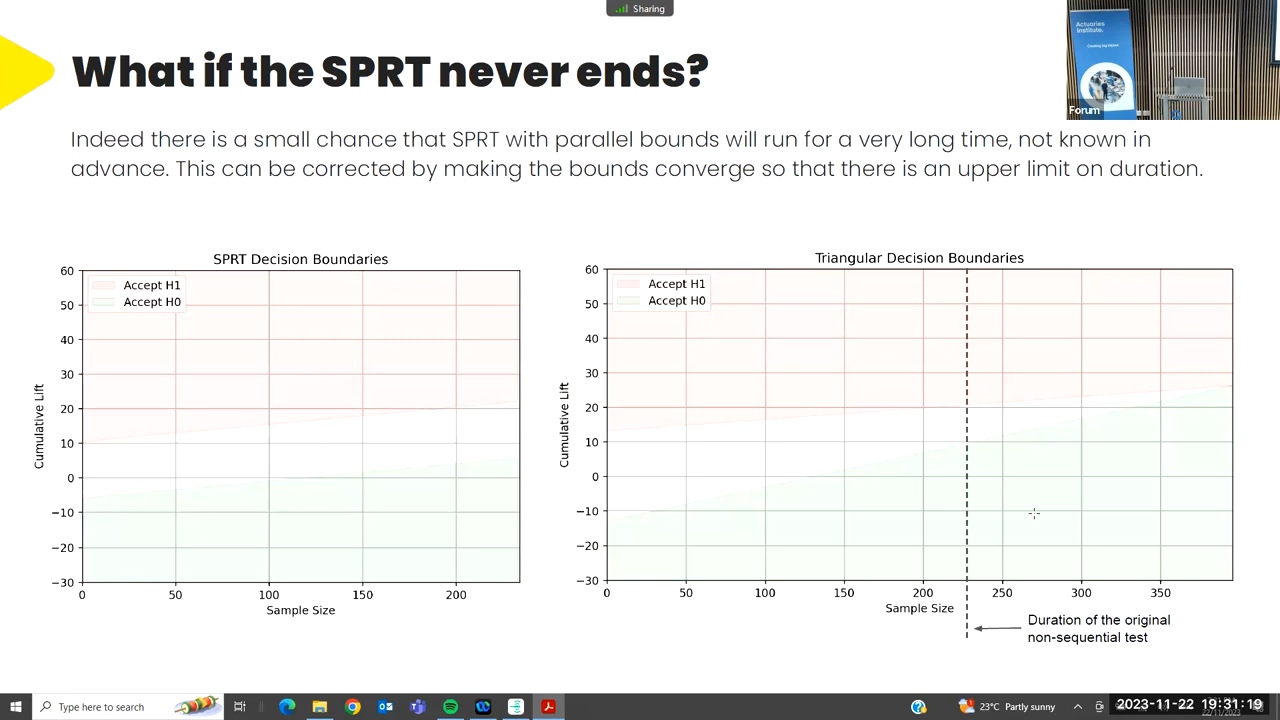 Sharing
Actuaries
Institute.
Forum
What if the SPRT never ends?
Indeed there is a small chance that SPRT with parallel bounds will run for a very long time, not known in
advance. This can be corrected by making the bounds converge so that there is an upper limit on duration.
SPRT Decision Boundaries
Accept H1
Accept H0
60
50
40
30
20
10
0
−10
−20
−30
Cumulative Lift
0 50 100 150 200
Sample Size
Triangular Decision Boundaries
Accept H1
Accept H0
60
50
40
30
20
10
0
−10
−20
−30
Cumulative Lift
0 50 100 150 200 250 300 350
Sample Size
Duration of the original
non-sequential test
Type here to search
23°C Partly sunny
2023-11-22 19:31:19